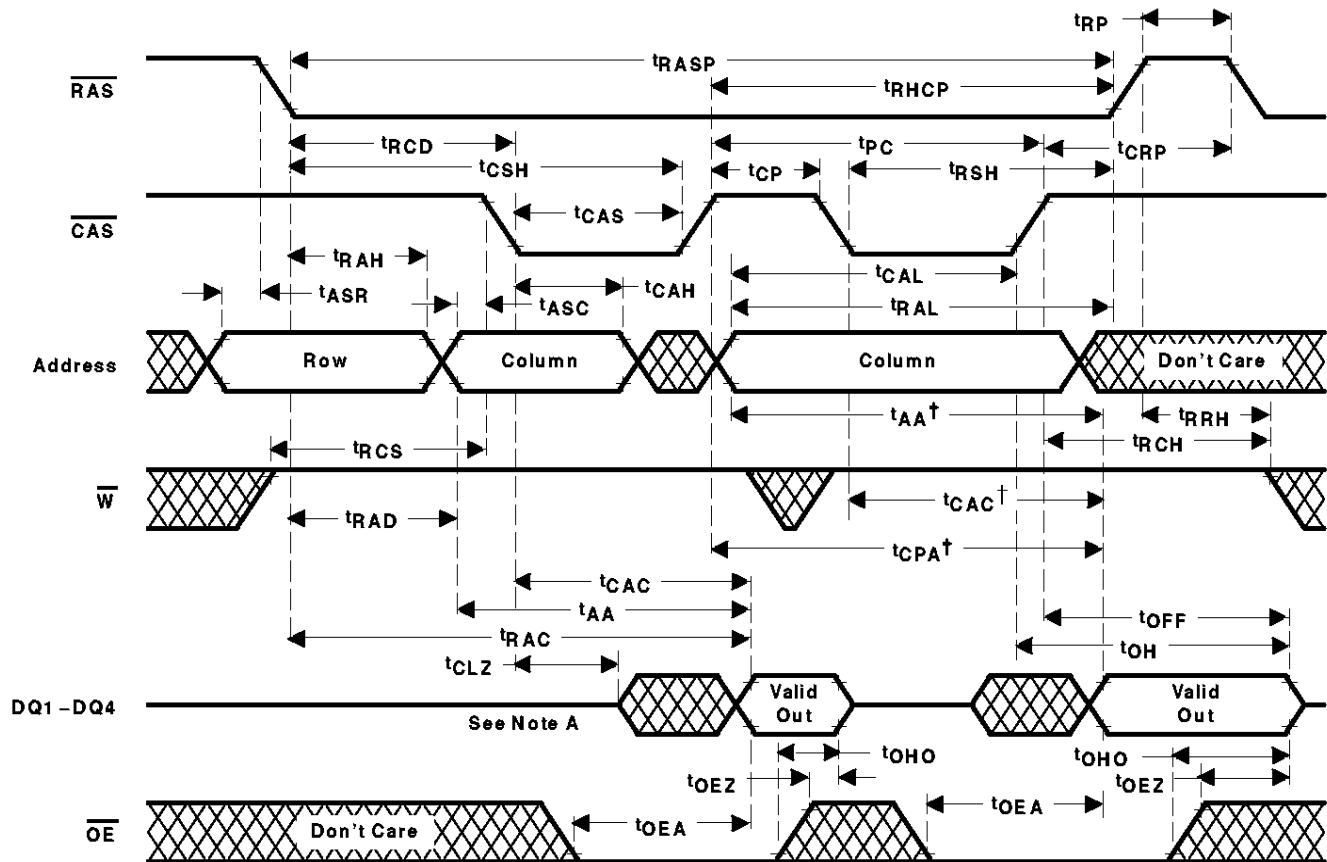 tRP
tRASP
RAS
tRHCP
tRCD
tPC
tCSH
tCP
tRSH
tCRP
CAS
tCAS
tRAH
tCAL
tASR
tASC
tCAH
tRAL
Address
Row
Column
Column
Don't Care
tAA†
tRRH
tRCS
tRCH
W
tCAC†
tRAD
tCPA†
tCAC
tAA
tOFF
tRAC
tOH
tCLZ
DQ1–DQ4
See Note A
Valid
Out
Valid
Out
tOHO
tOHO
tOEZ
tOEZ
OE
Don't Care
tOEA
tOEA